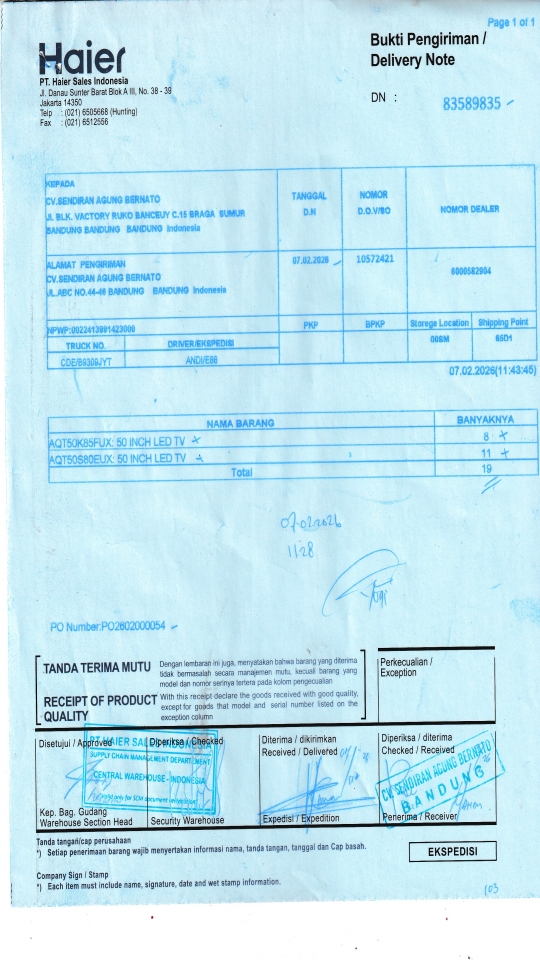 Page 1 of 1
Haier
PT. Haier Sales Indonesia
Jl. Danau Sunter Barat Blok A III, No. 38 - 39
Jakarta 14350
Telp : (021) 6505668 (Hunting)
Fax : (021) 6512556
Bukti Pengiriman /
Delivery Note
DN : 83589835
KEPADA
CV.SENDIRAN AGUNG BERNATO
JL BLK. VACTORY RUKO BANCEUY C.15 BRAGA SUMUR
BANDUNG BANDUNG BANDUNG Indonesia
TANGGAL
D.N
NOMOR
D.O.V/SO
NOMOR DEALER
ALAMAT PENGIRIMAN
CV.SENDIRAN AGUNG BERNATO
JL.ABC NO.44-46 BANDUNG BANDUNG Indonesia
07.02.2026
10572421
6000582904
NPWP:0022413891423000
PKP
BPKP
Storege Location
Shipping Point
TRUCK NO.
DRIVER/EKSPEDISI
00SM
65D1
CDE/B9309JYT
ANDI/E86
07.02.2026(11:43:45)
NAMA BARANG
BANYAKNYA
AQT50K85FUX: 50 INCH LED TV
8
AQT50S80EUX: 50 INCH LED TV
11
Total
19
07-02-2026
11:28
PO Number:PO2602000054
TANDA TERIMA MUTU
Dengan lembaran ini juga, menyatakan bahwa barang yang diterima
tidak bermasalah secara manajemen mutu, kecuali barang yang
model dan nomor serinya tertera pada kolom pengecualian
RECEIPT OF PRODUCT
QUALITY
With this receipt declare the goods received with good quality,
except for goods that model and serial number listed on the
exception column
Perkecualian /
Exception
Disetujui / Approved
Diperiksa / Checked
Diterima / dikirimkan
Received / Delivered
Diperiksa / diterima
Checked / Received
PT HAIER SALES INDONESIA
SUPPLY CHAIN MANAGEMENT DEPARTMENT
CENTRAL WAREHOUSE - INDONESIA
Valid only for SCM document
CV SENDIRAN AGUNG BERNATO
BANDUNG
Kep. Bag. Gudang
Warehouse Section Head
Security Warehouse
Expedisi / Expedition
Penerima / Receiver
Tanda tangan/cap perusahaan
*) Setiap penerimaan barang wajib menyertakan informasi nama, tanda tangan, tanggal dan Cap basah.
EKSPEDISI
Company Sign / Stamp
*) Each item must include name, signature, date and wet stamp information.
103